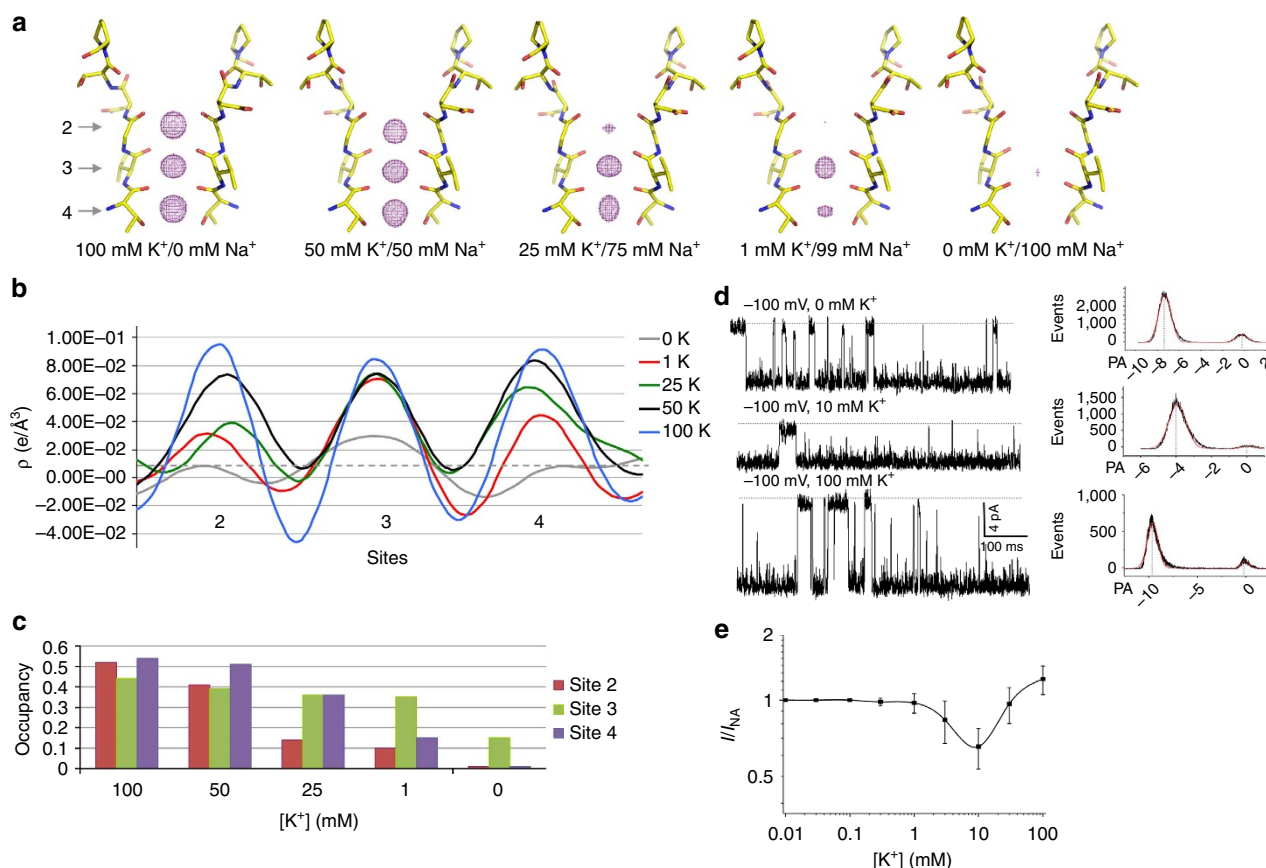 a
2
3
4
100 mM K⁺/0 mM Na⁺
50 mM K⁺/50 mM Na⁺
25 mM K⁺/75 mM Na⁺
1 mM K⁺/99 mM Na⁺
0 mM K⁺/100 mM Na⁺
b
ρ (e/Å³)
1.00E–01
8.00E–02
6.00E–02
4.00E–02
2.00E–02
0.00E–00
–2.00E–02
–4.00E–02
2
3
4
Sites
0 K
1 K
25 K
50 K
100 K
c
Occupancy
0.6
0.5
0.4
0.3
0.2
0.1
0
100
50
25
1
0
[K⁺] (mM)
Site 2
Site 3
Site 4
d
–100 mV, 0 mM K⁺
–100 mV, 10 mM K⁺
–100 mV, 100 mM K⁺
4 pA
100 ms
Events
2,000
1,000
0
PA
–10
–8
–6
–4
–2
0
2
Events
1,500
1,000
500
0
PA
–6
–4
–2
0
Events
1,000
500
0
PA
–10
–5
0
e
I/I_NA
2
1
0.5
0.01
0.1
1
10
100
[K⁺] (mM)